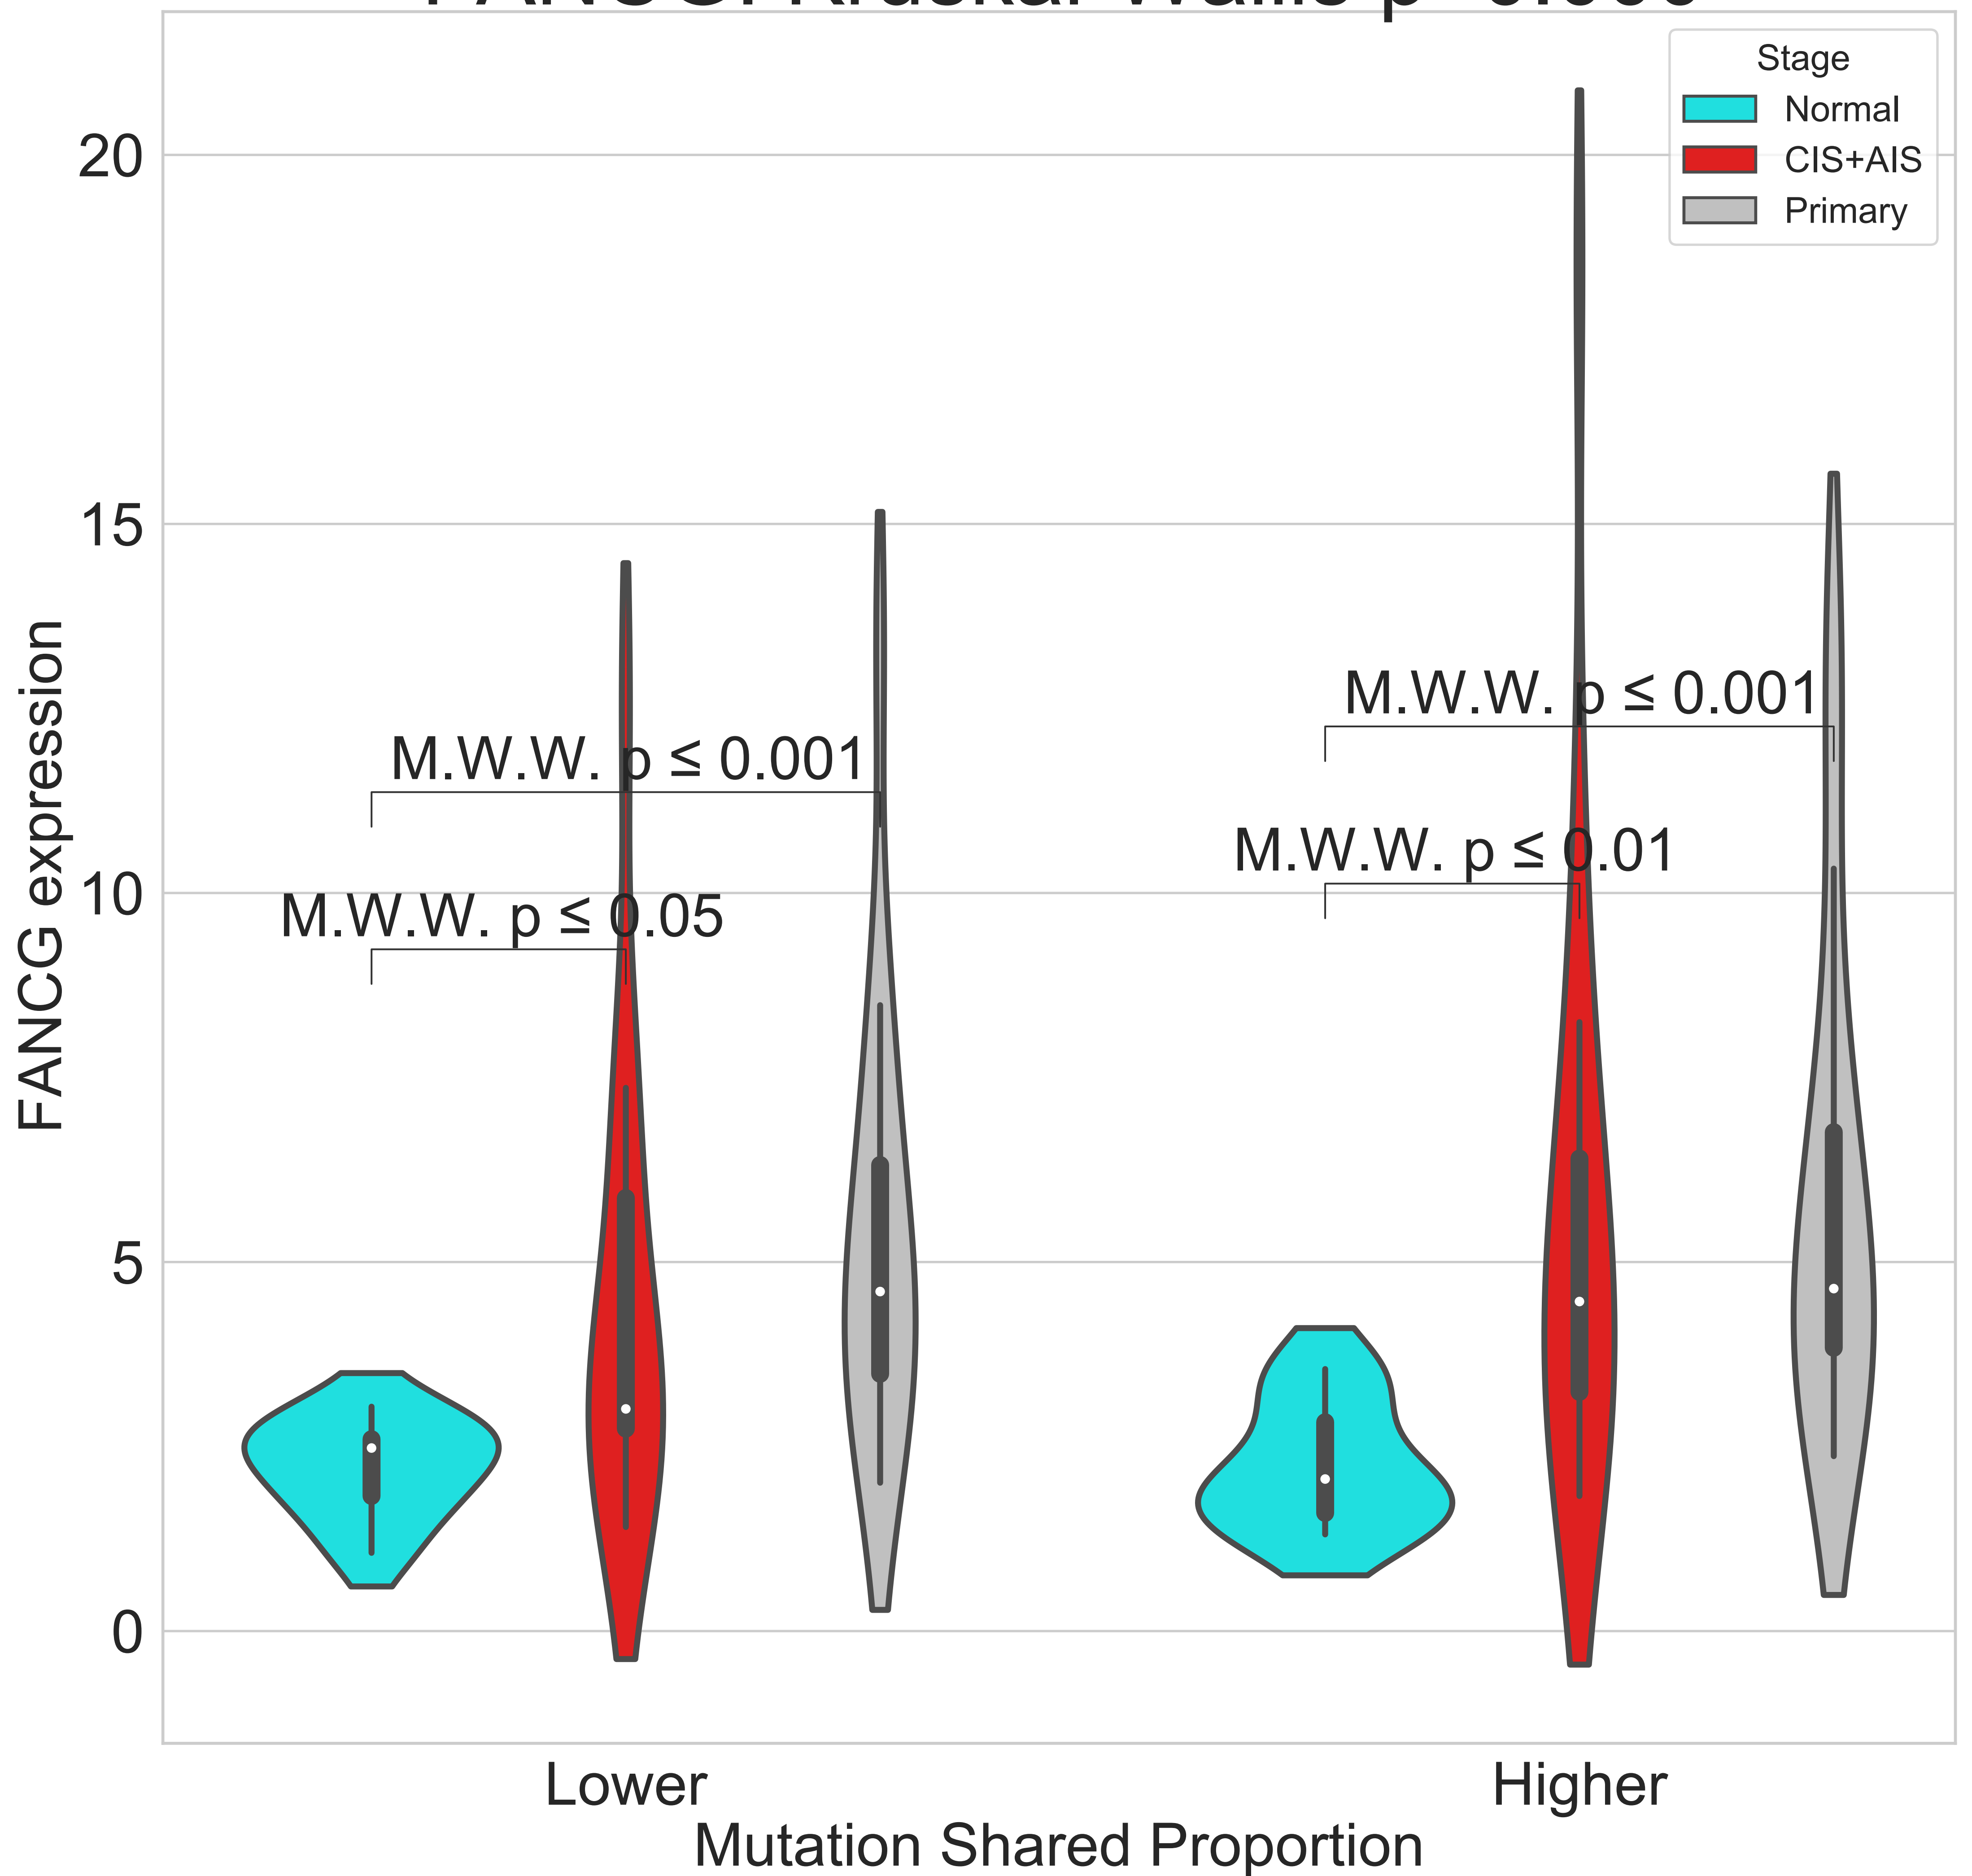 Stage
Normal
CIS+AIS
Primary
20
15
10
5
0
FANCG expression
M.W.W. p ≤ 0.001
M.W.W. p ≤ 0.001
M.W.W. p ≤ 0.01
M.W.W. p ≤ 0.05
Lower
Higher
Mutation Shared Proportion